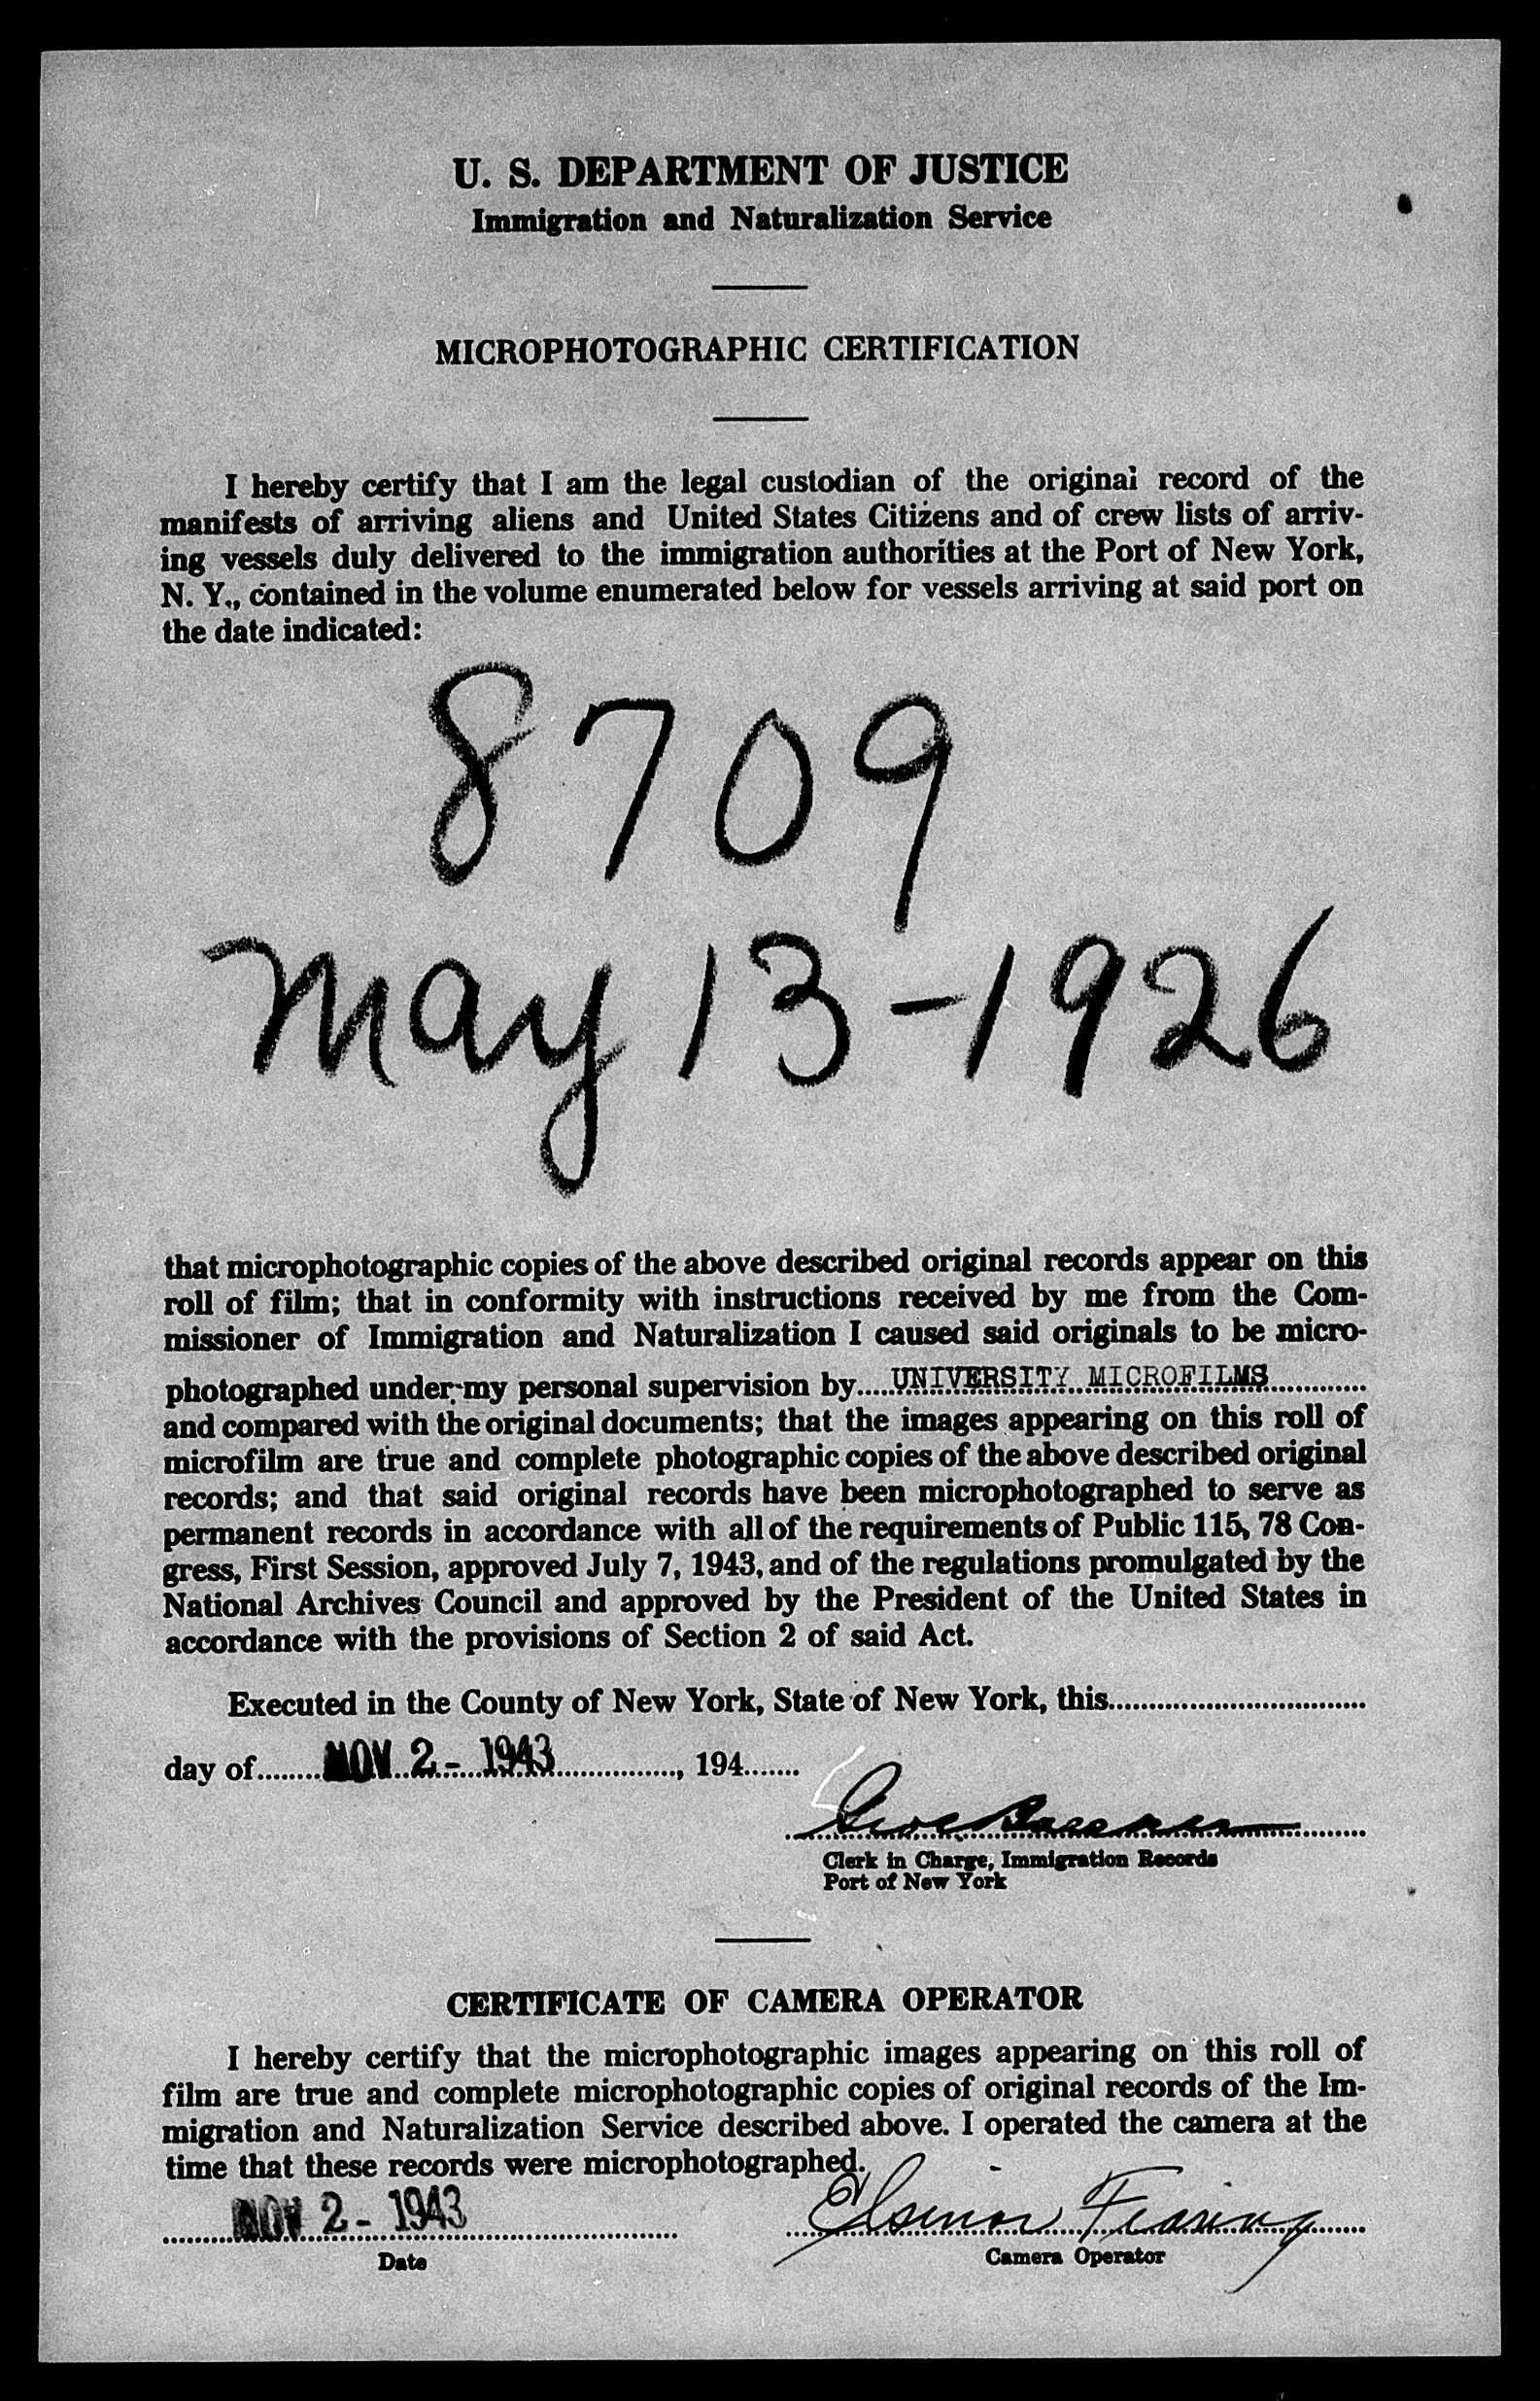 U. S. DEPARTMENT OF JUSTICE
Immigration and Naturalization Service
MICROPHOTOGRAPHIC CERTIFICATION
I hereby certify that I am the legal custodian of the original record of the
manifests of arriving aliens and United States Citizens and of crew lists of arriv-
ing vessels duly delivered to the immigration authorities at the Port of New York,
N. Y., contained in the volume enumerated below for vessels arriving at said port on
the date indicated:
8709
May 13-1926
that microphotographic copies of the above described original records appear on this
roll of film; that in conformity with instructions received by me from the Com-
missioner of Immigration and Naturalization I caused said originals to be micro-
photographed under my personal supervision by.....UNIVERSITY MICROFILMS.............
and compared with the original documents; that the images appearing on this roll of
microfilm are true and complete photographic copies of the above described original
records; and that said original records have been microphotographed to serve as
permanent records in accordance with all of the requirements of Public 115, 78 Con-
gress, First Session, approved July 7, 1943, and of the regulations promulgated by the
National Archives Council and approved by the President of the United States in
accordance with the provisions of Section 2 of said Act.
Executed in the County of New York, State of New York, this................................
day of........NOV 2- 1943..............., 194.......
Clerk in Charge, Immigration Records
Port of New York
CERTIFICATE OF CAMERA OPERATOR
I hereby certify that the microphotographic images appearing on this roll of
film are true and complete microphotographic copies of original records of the Im-
migration and Naturalization Service described above. I operated the camera at the
time that these records were microphotographed.
NOV 2- 1943 Elsinor Fearing
Date Camera Operator